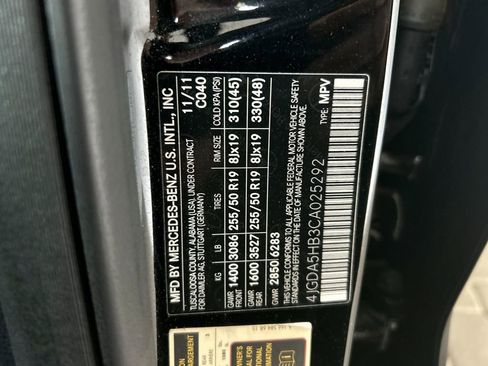 MFD BY MERCEDES-BENZ U.S. INTL., INC
TUSCALOOSA COUNTY, ALABAMA (USA), UNDER CONTRACT
FOR DAIMLER AG, STUTTGART (GERMANY)
11/11
C040
KG LB TIRES RIM SIZE COLD KPA (PSI)
GAWR FRONT 1400 3086 255/50 R19 8Jx19 310(45)
GAWR REAR 1600 3527 255/50 R19 8Jx19 330(48)
GVWR 2850 6283
THIS VEHICLE CONFORMS TO ALL APPLICABLE FEDERAL MOTOR VEHICLE SAFETY
STANDARDS IN EFFECT ON THE DATE OF MANUFACTURE SHOWN ABOVE.
4JGDA5HB3CA025292
TYPE: MPV